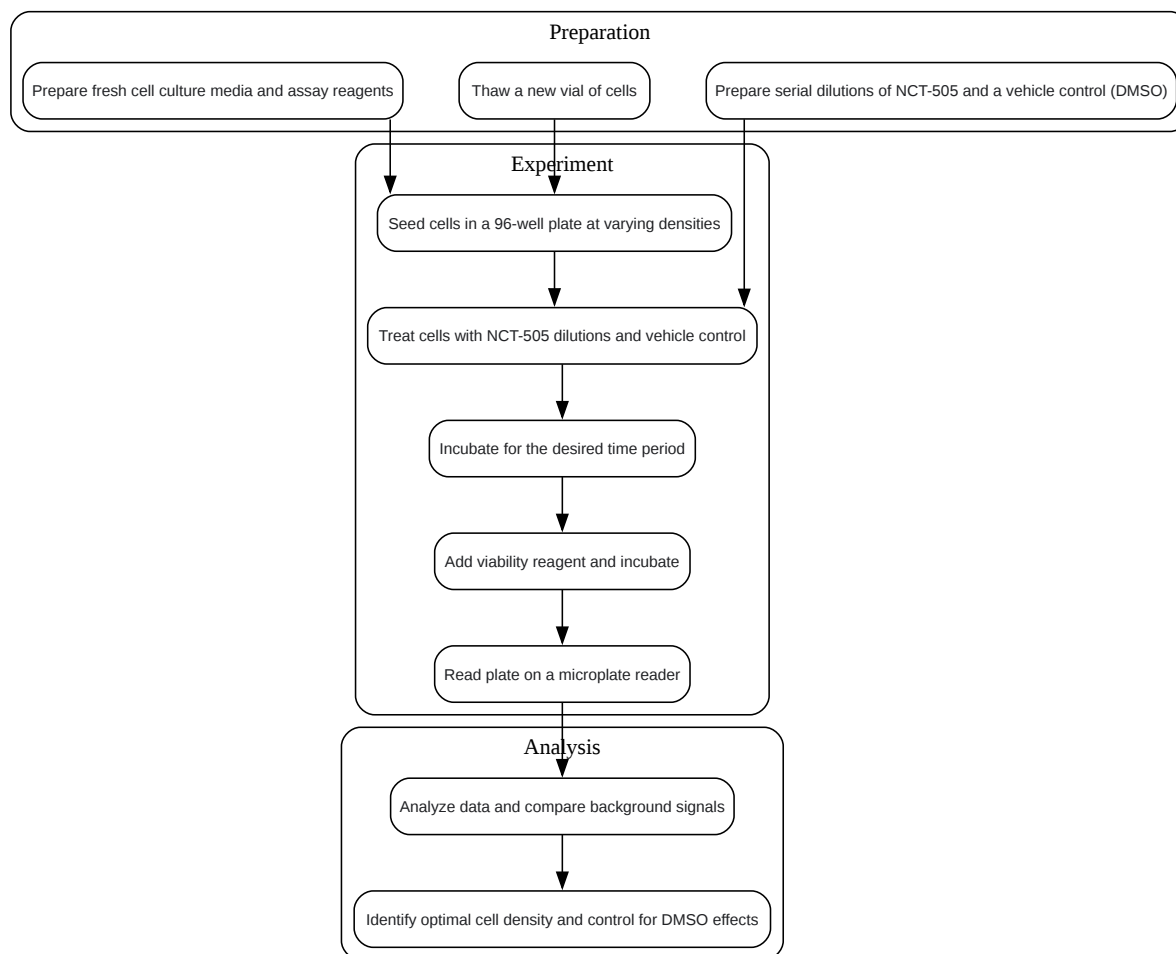 Preparation
Prepare fresh cell culture media and assay reagents
Thaw a new vial of cells
Prepare serial dilutions of NCT-505 and a vehicle control (DMSO)
Experiment
Seed cells in a 96-well plate at varying densities
Treat cells with NCT-505 dilutions and vehicle control
Incubate for the desired time period
Add viability reagent and incubate
Read plate on a microplate reader
Analysis
Analyze data and compare background signals
Identify optimal cell density and control for DMSO effects